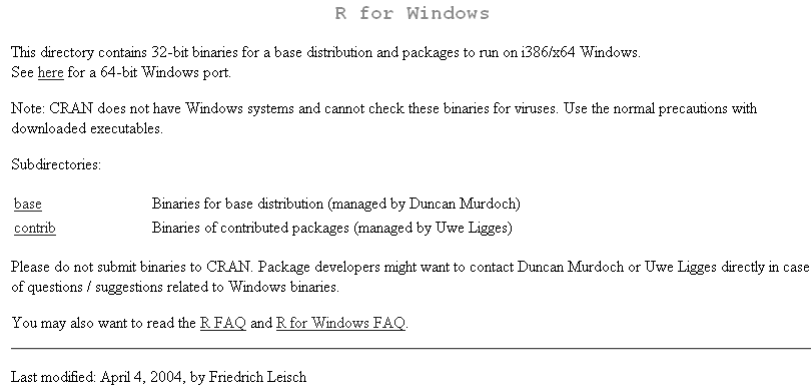 R for Windows
This directory contains 32-bit binaries for a base distribution and packages to run on i386/x64 Windows.
See here for a 64-bit Windows port.
Note: CRAN does not have Windows systems and cannot check these binaries for viruses. Use the normal precautions with
downloaded executables.
Subdirectories:
base Binaries for base distribution (managed by Duncan Murdoch)
contrib Binaries of contributed packages (managed by Uwe Ligges)
Please do not submit binaries to CRAN. Package developers might want to contact Duncan Murdoch or Uwe Ligges directly in case
of questions / suggestions related to Windows binaries.
You may also want to read the R FAQ and R for Windows FAQ.
Last modified: April 4, 2004, by Friedrich Leisch